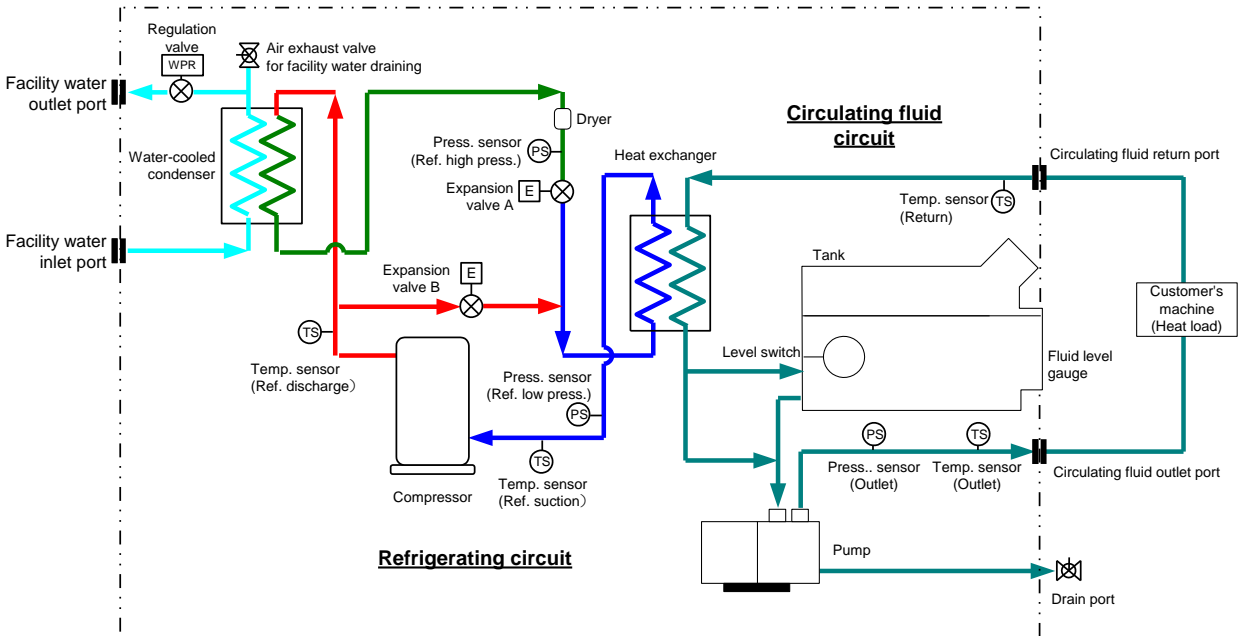 Regulation
valve
WPR
Air exhaust valve
for facility water draining
Facility water
outlet port
Water-cooled
condenser
Facility water
inlet port
Dryer
Press. sensor
(Ref. high press.)
PS
Expansion
valve A
E
Heat exchanger
Circulating fluid
circuit
Circulating fluid return port
Temp. sensor
(Return)
TS
Expansion
valve B
E
TS
Temp. sensor
(Ref. discharge)
Tank
Level switch
Fluid level
gauge
Customer's
machine
(Heat load)
Press. sensor
(Ref. low press.)
PS
TS
Temp. sensor
(Ref. suction)
Compressor
PS
Press.. sensor
(Outlet)
TS
Temp. sensor
(Outlet)
Circulating fluid outlet port
Refrigerating circuit
Pump
Drain port